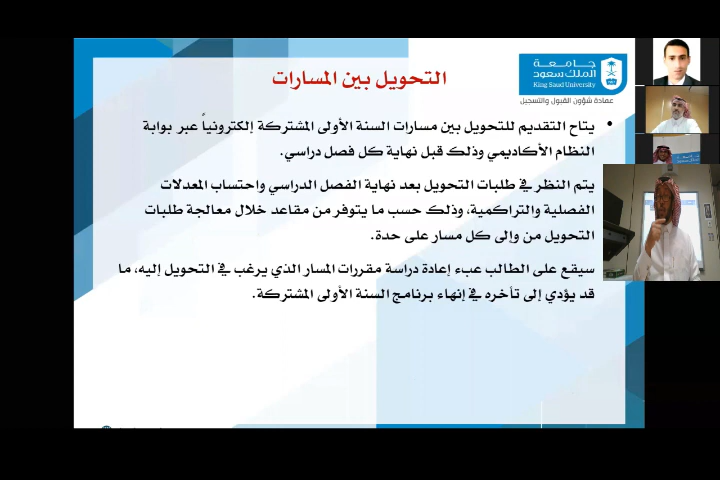 جامعة
الملك سعود
King Saud University
عمادة شؤون القبول والتسجيل
التحويل بين المسارات
• يتاح التقديم للتحويل بين مسارات السنة الأولى المشتركة إلكترونياً عبر بوابة
النظام الأكاديمي وذلك قبل نهاية كل فصل دراسي.
يتم النظر في طلبات التحويل بعد نهاية الفصل الدراسي واحتساب المعدلات
الفصلية والتراكمية، وذلك حسب ما يتوفر من مقاعد خلال معالجة طلبات
التحويل من وإلى كل مسار على حدة.
سيقع على الطالب عبء إعادة دراسة مقررات المسار الذي يرغب في التحويل إليه، ما
قد يؤدي إلى تأخره في إنهاء برنامج السنة الأولى المشتركة.